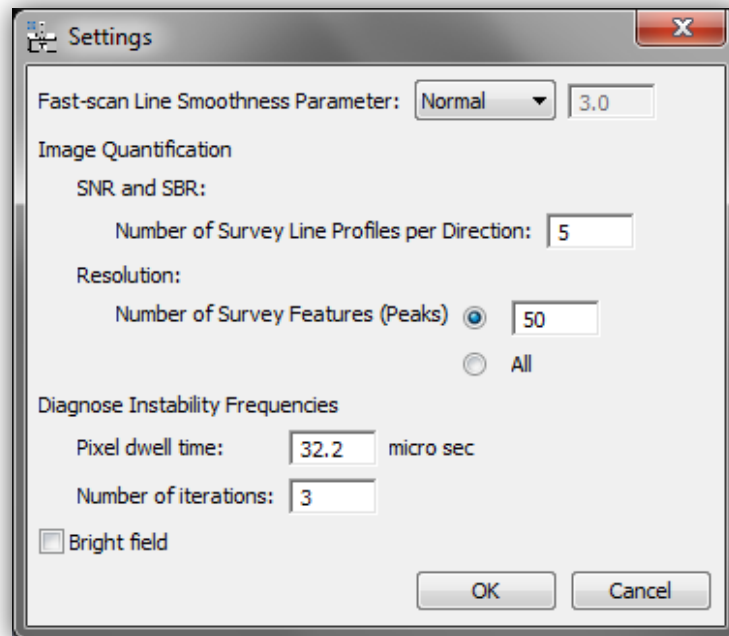 Settings
Fast-scan Line Smoothness Parameter: Normal 3.0
Image Quantification
SNR and SBR:
Number of Survey Line Profiles per Direction: 5
Resolution:
Number of Survey Features (Peaks) 50
All
Diagnose Instability Frequencies
Pixel dwell time: 32.2 micro sec
Number of iterations: 3
Bright field
OK Cancel